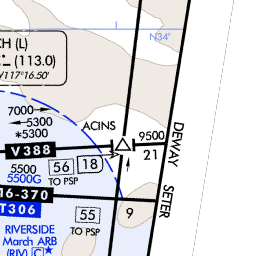 CH (L)
(113.0)
W117°16.50'
N34°
7000
5300
*5300
ACINS
9500
21
DEWAY
V388
5500
5500G
56
18
TO PSP
16-370
T306
55
TO PSP
9
SETER
RIVERSIDE
March ARB
(RIV) C★